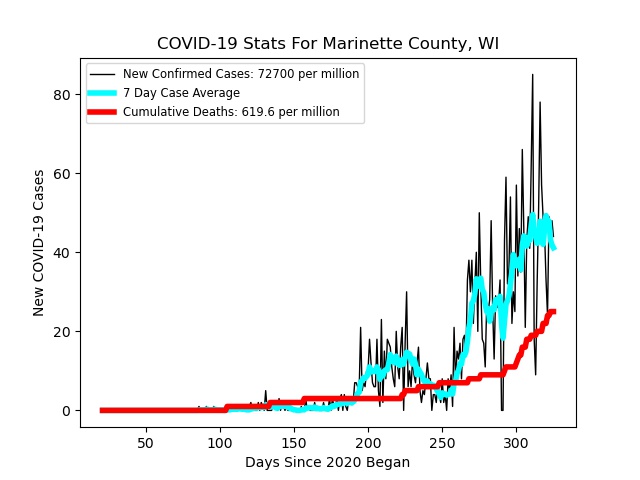 COVID-19 Stats For Marinette County, WI
New Confirmed Cases: 72700 per million
7 Day Case Average
Cumulative Deaths: 619.6 per million
80
60
40
20
0
New COVID-19 Cases
50 100 150 200 250 300
Days Since 2020 Began